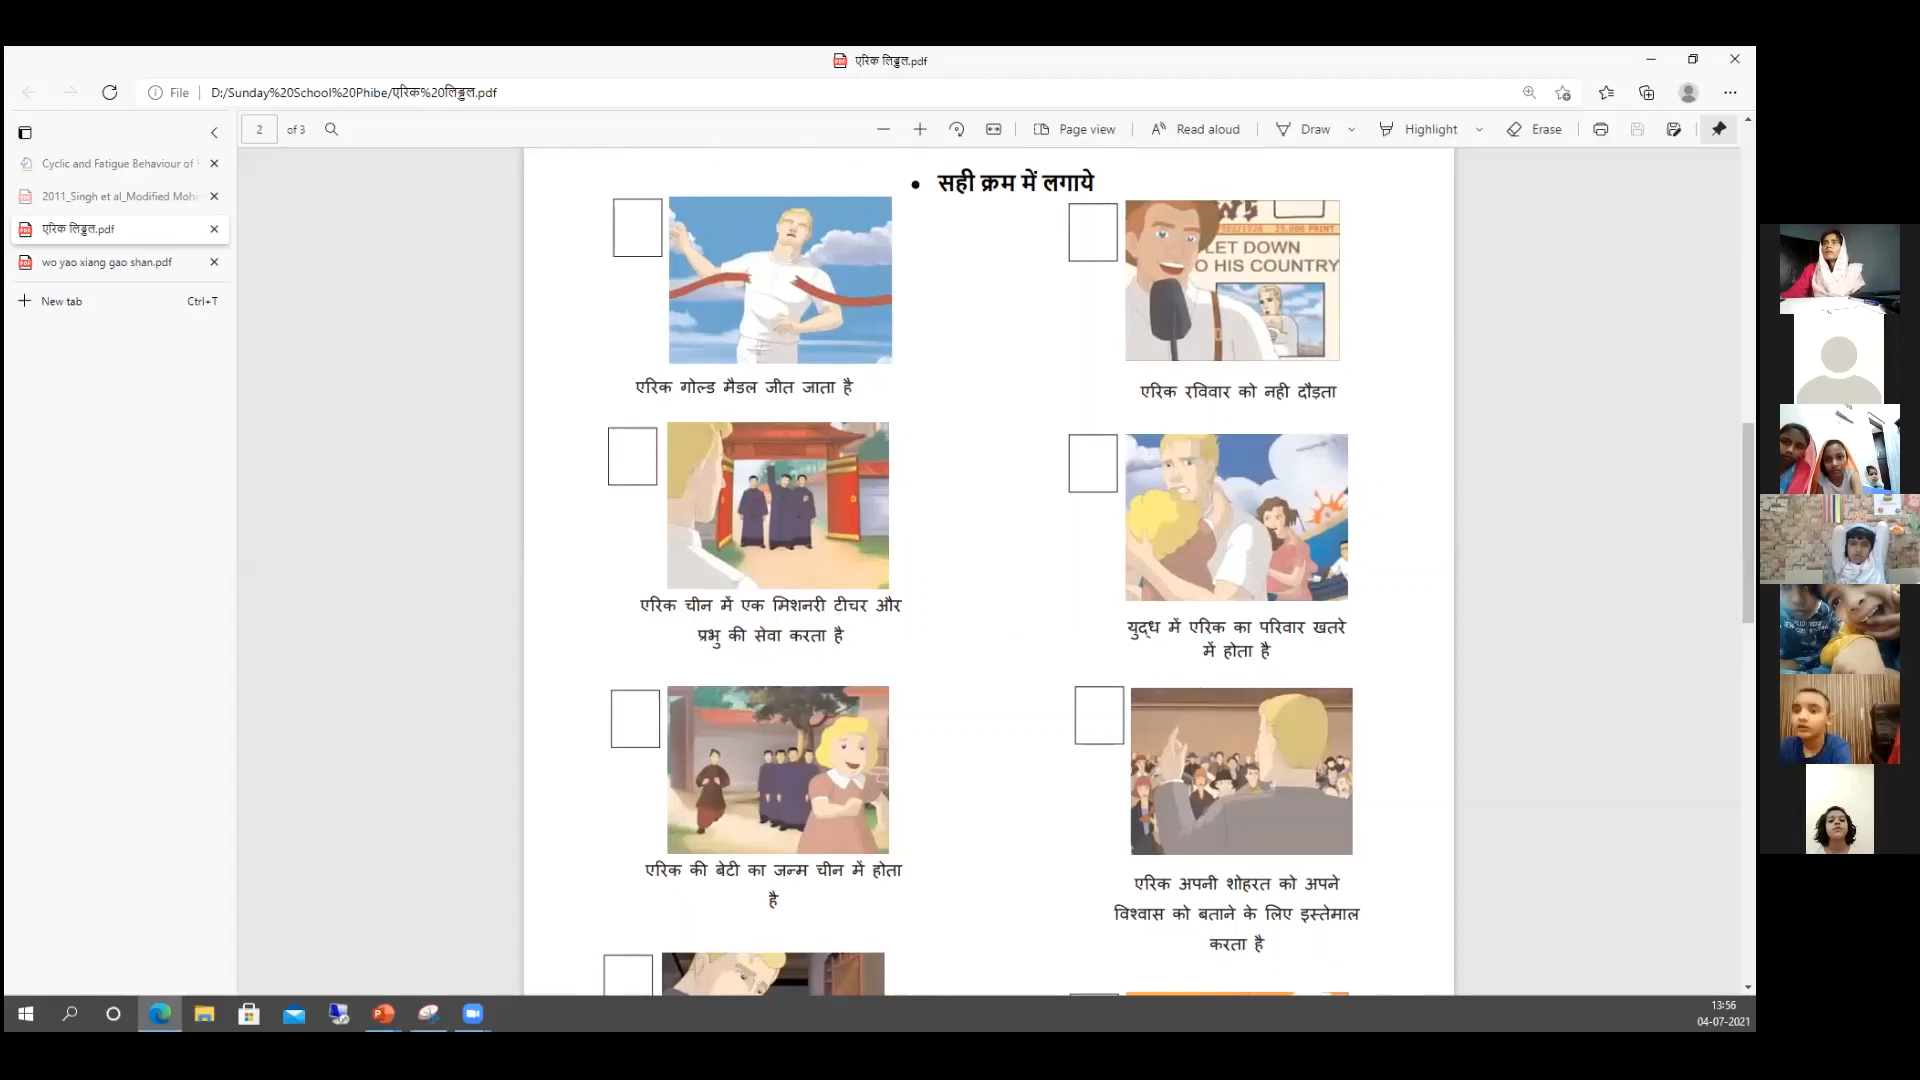 एरिक लिड्डल.pdf
File
D:/Sunday%20School%20Phibe/एरिक%20लिड्डल.pdf
2 of 3
Page view
Read aloud
Draw
Highlight
Erase
Cyclic and Fatigue Behaviour of
2011_Singh et al_Modified Moh
एरिक लिड्डल.pdf
wo yao xiang gao shan.pdf
New tab Ctrl+T
• सही क्रम में लगाये
25.000 PRINT
LET DOWN
O HIS COUNTRY
एरिक गोल्ड मैडल जीत जाता है
एरिक रविवार को नही दौड़ता
एरिक चीन में एक मिशनरी टीचर और
प्रभु की सेवा करता है
युद्ध में एरिक का परिवार खतरे
में होता है
एरिक की बेटी का जन्म चीन में होता
है
एरिक अपनी शोहरत को अपने
विश्वास को बताने के लिए इस्तेमाल
करता है
13:56
04-07-2021